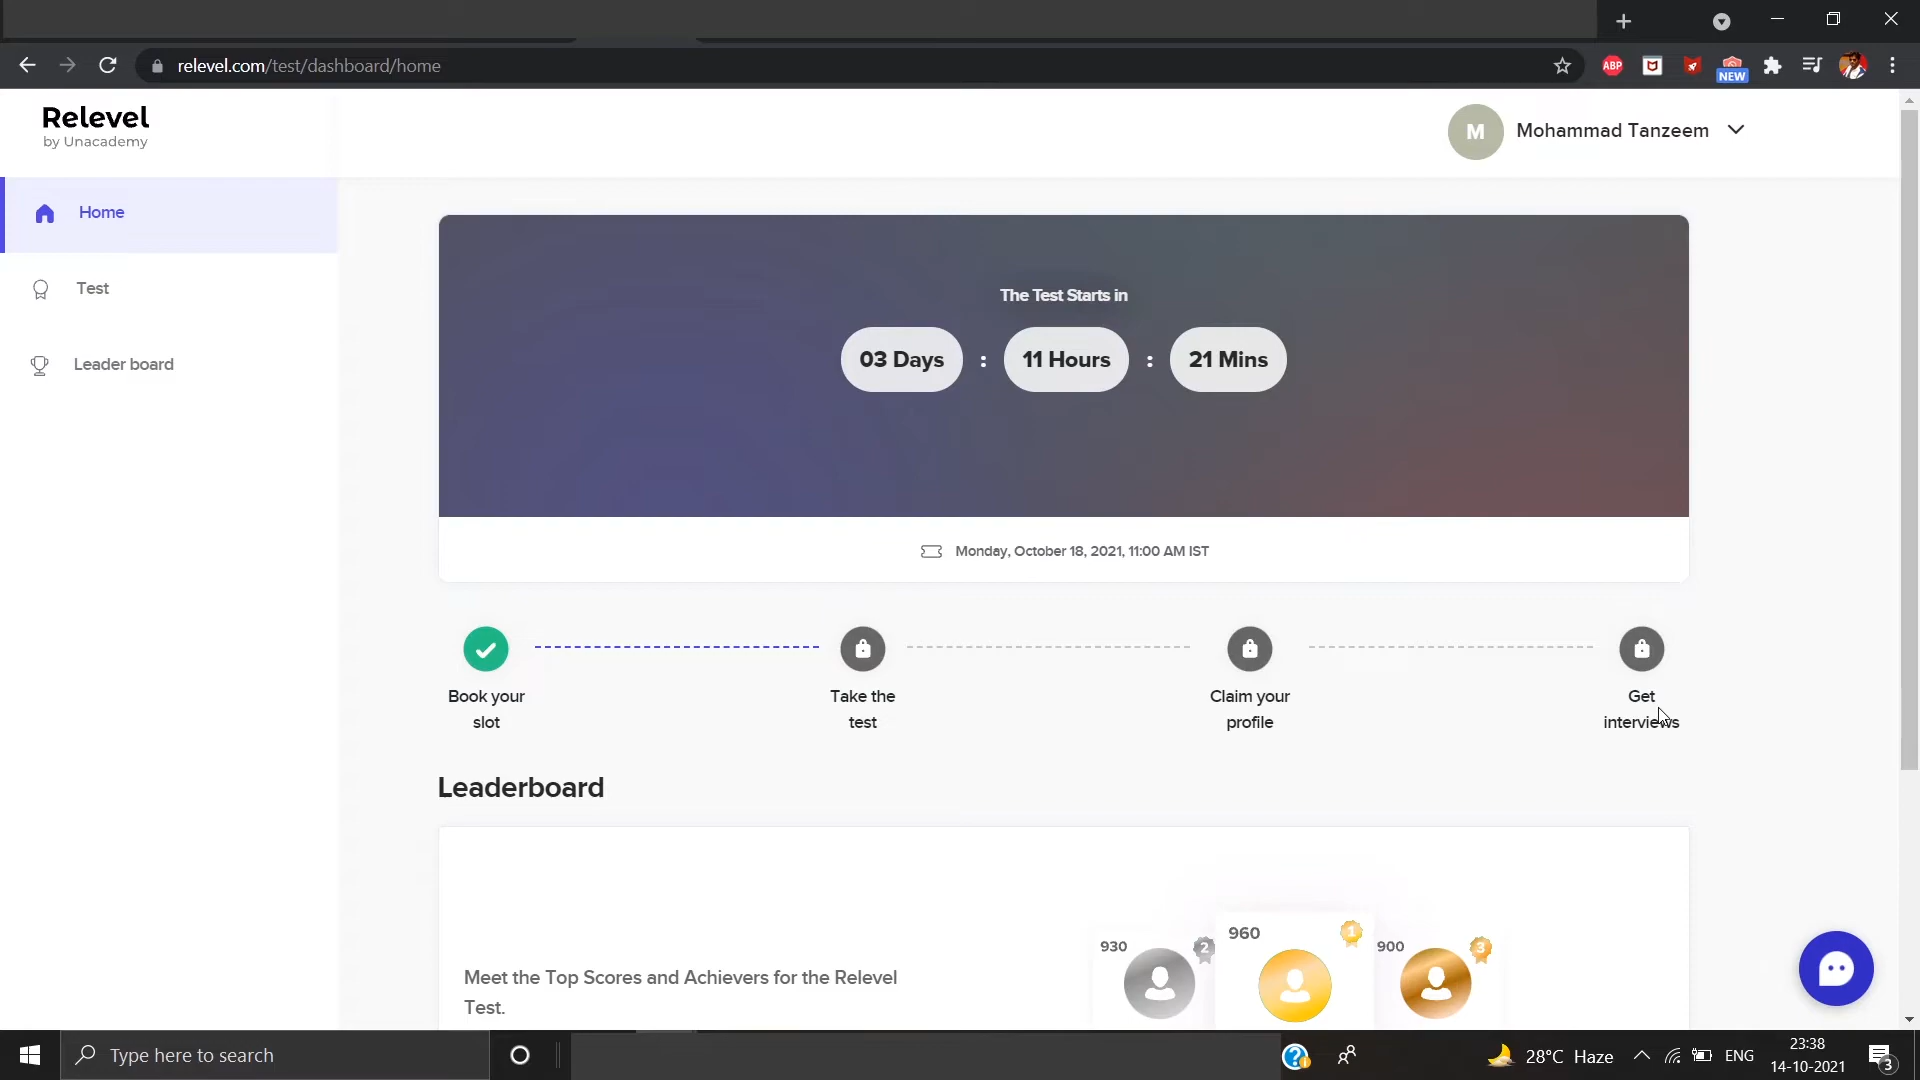 relevel.com/test/dashboard/home
ABP
NEW
Relevel
by Unacademy
M
Mohammad Tanzeem
Home
Test
Leader board
The Test Starts in
03 Days : 11 Hours : 21 Mins
Monday, October 18, 2021, 11:00 AM IST
Book your
slot
Take the
test
Claim your
profile
Get
interviews
Leaderboard
Meet the Top Scores and Achievers for the Relevel
Test.
930
2
960
1
900
3
Type here to search
28°C Haze
ENG
23:38
14-10-2021
3